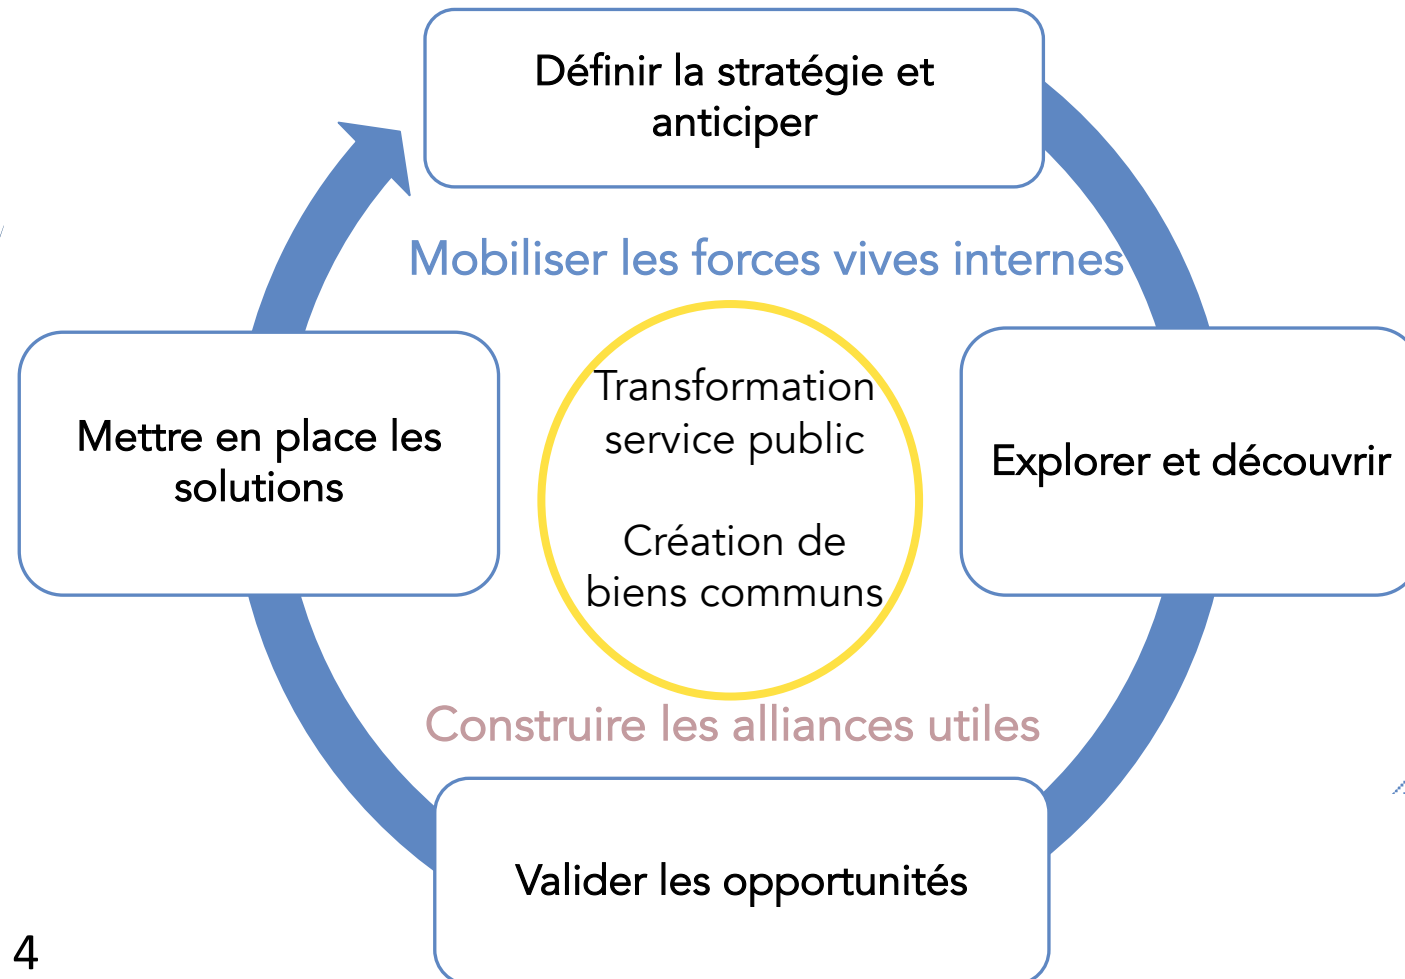 Définir la stratégie et
anticiper
Mobiliser les forces vives internes
Transformation
service public
Création de
biens communs
Mettre en place les
solutions
Explorer et découvrir
Construire les alliances utiles
Valider les opportunités
4